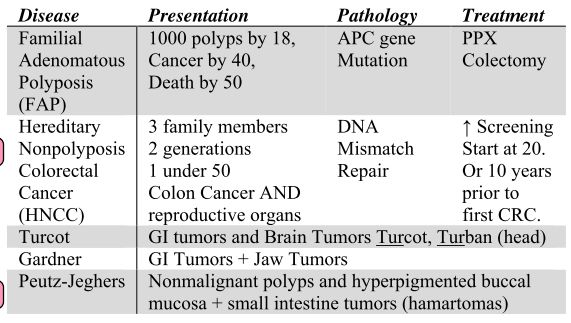 Disease Presentation Pathology Treatment
Familial 1000 polyps by 18, APC gene PPX
Adenomatous Cancer by 40, Mutation Colectomy
Polyposis Death by 50
(FAP)
Hereditary 3 family members DNA ↑ Screening
Nonpolyposis 2 generations Mismatch Start at 20.
Colorectal 1 under 50 Repair Or 10 years
Cancer Colon Cancer AND prior to
(HNCC) reproductive organs first CRC.
Turcot GI tumors and Brain Tumors Turcot, Turban (head)
Gardner GI Tumors + Jaw Tumors
Peutz-Jeghers Nonmalignant polyps and hyperpigmented buccal
mucosa + small intestine tumors (hamartomas)